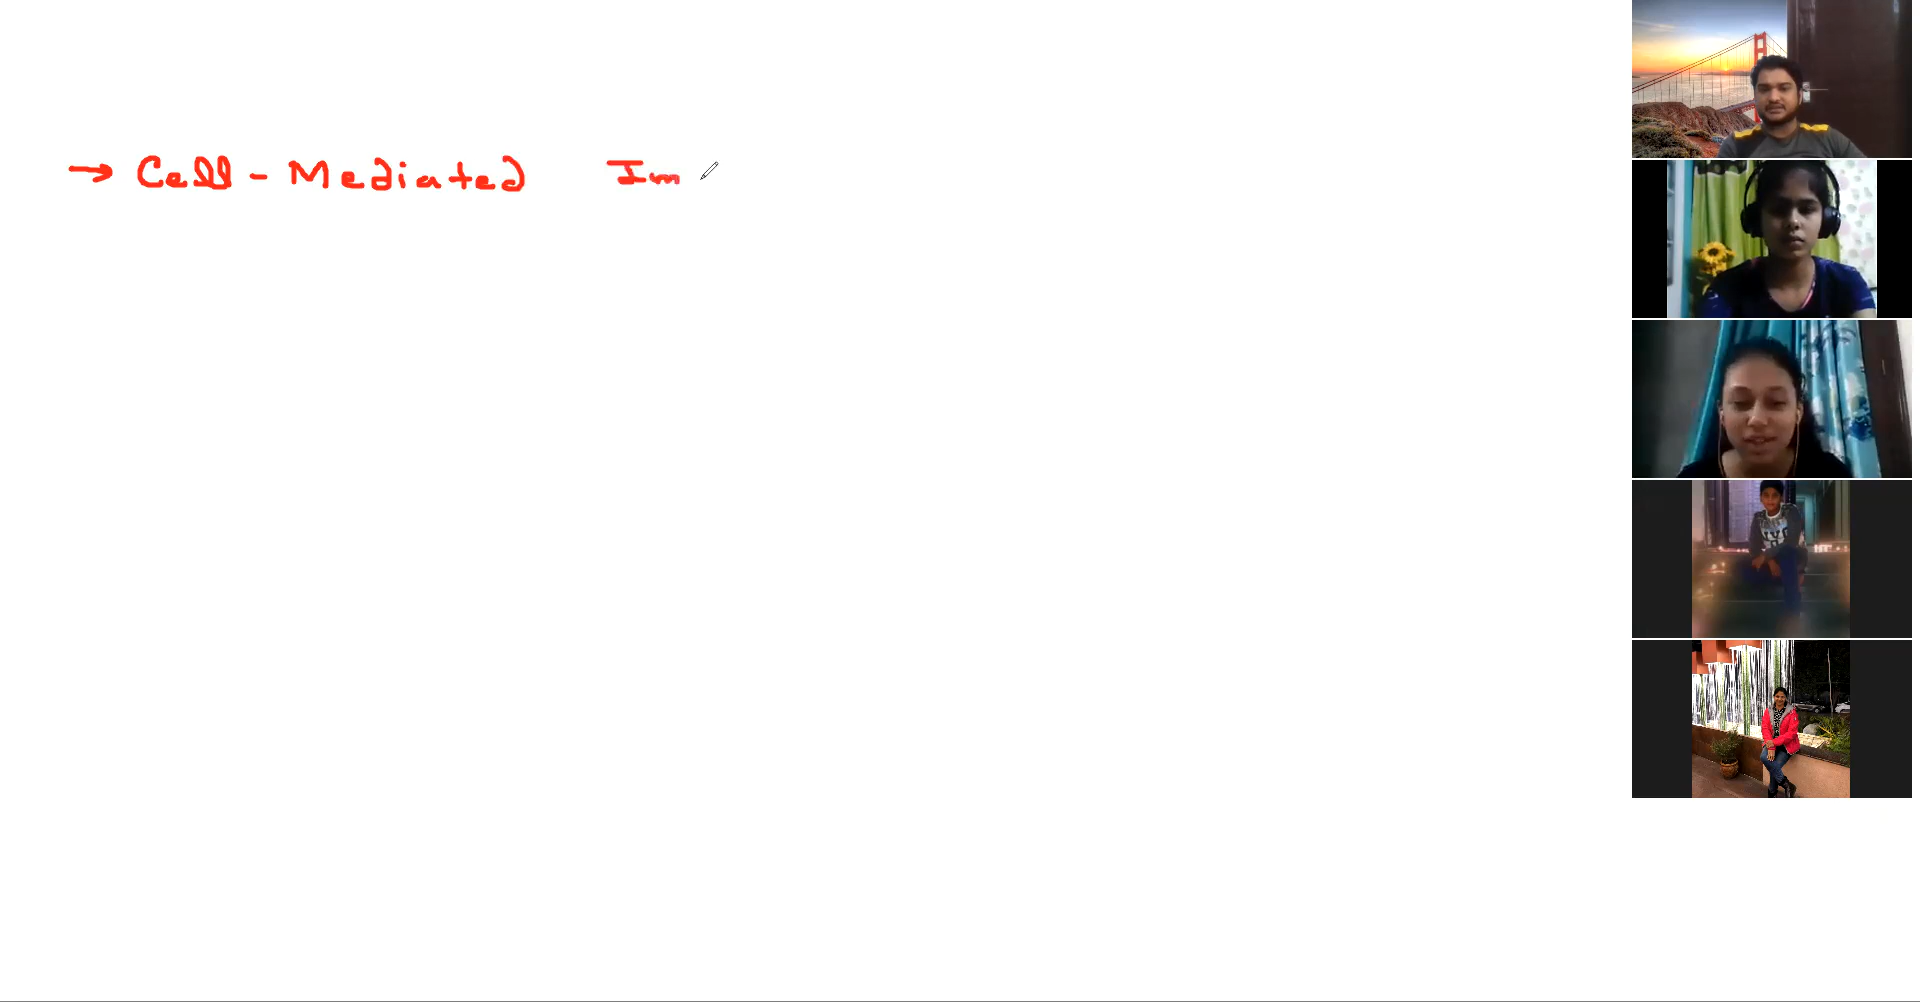 → Cell - Mediated Im